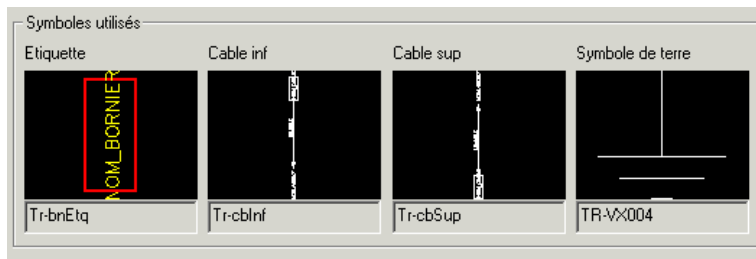 Symboles utilisés
Etiquette Cable inf Cable sup Symbole de terre
NOM_BORNIER
Tr-bnEtq Tr-cbInf Tr-cbSup TR-VX004